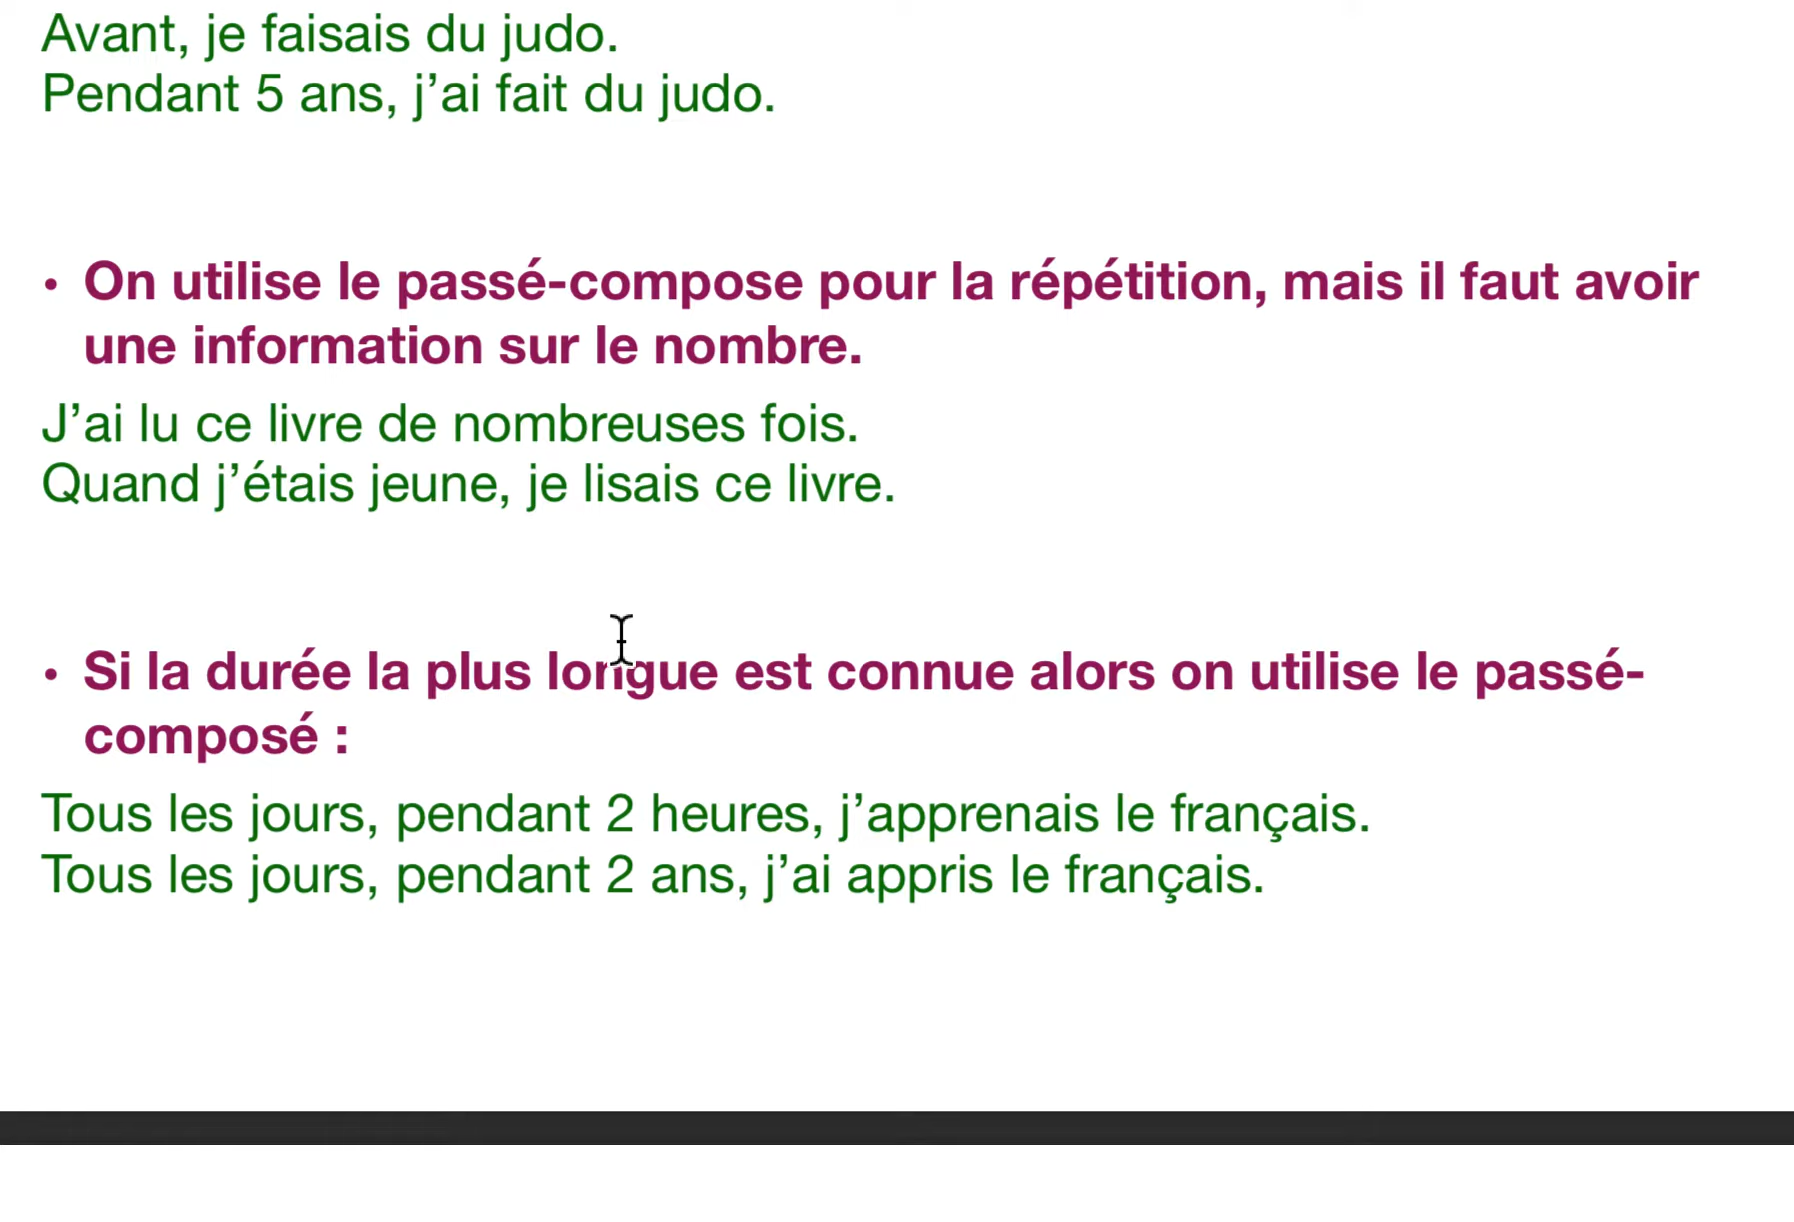 Avant, je faisais du judo.
Pendant 5 ans, j’ai fait du judo.
• On utilise le passé-compose pour la répétition, mais il faut avoir
une information sur le nombre.
J’ai lu ce livre de nombreuses fois.
Quand j’étais jeune, je lisais ce livre.
• Si la durée la plus longue est connue alors on utilise le passé-
composé :
Tous les jours, pendant 2 heures, j’apprenais le français.
Tous les jours, pendant 2 ans, j’ai appris le français.